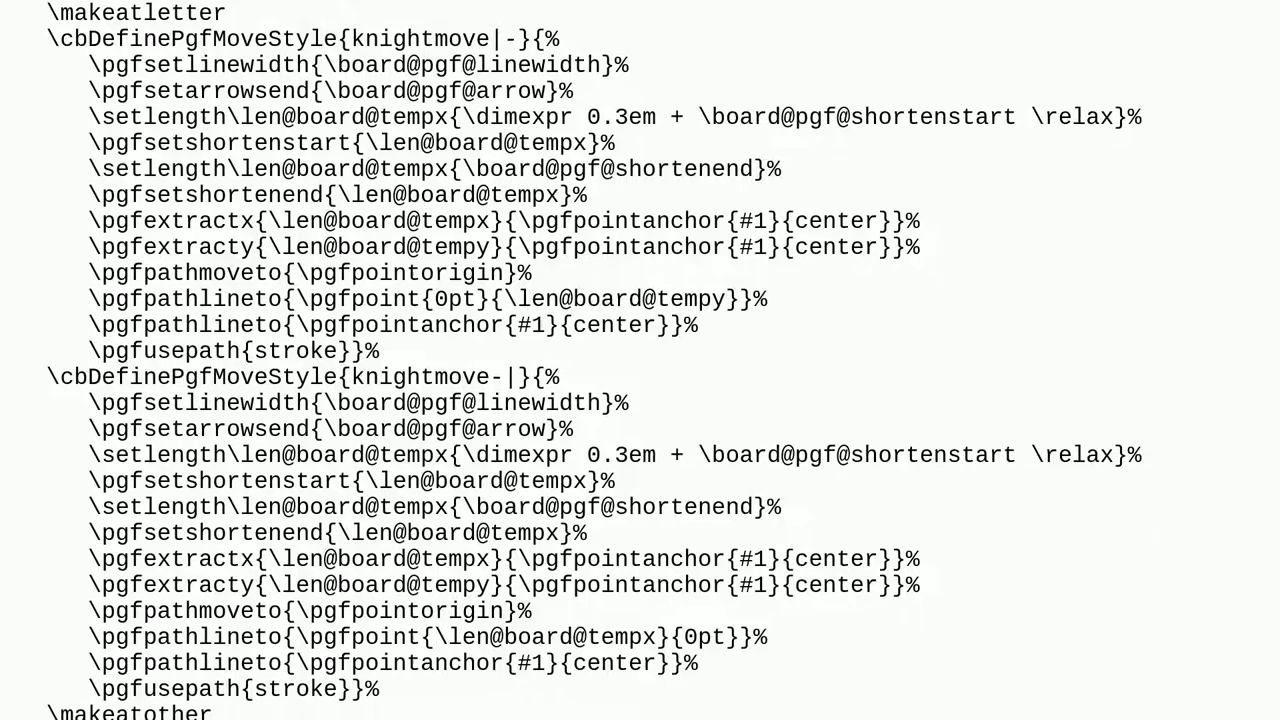 \makeatletter
\cbDefinePgfMoveStyle{knightmove|-}{%
   \pgfsetlinewidth{\board@pgf@linewidth}%
   \pgfsetarrowsend{\board@pgf@arrow}%
   \setlength\len@board@tempx{\dimexpr 0.3em + \board@pgf@shortenstart \relax}%
   \pgfsetshortenstart{\len@board@tempx}%
   \setlength\len@board@tempx{\board@pgf@shortenend}%
   \pgfsetshortenend{\len@board@tempx}%
   \pgfextractx{\len@board@tempx}{\pgfpointanchor{#1}{center}}%
   \pgfextracty{\len@board@tempy}{\pgfpointanchor{#1}{center}}%
   \pgfpathmoveto{\pgfpointorigin}%
   \pgfpathlineto{\pgfpoint{0pt}{\len@board@tempy}}%
   \pgfpathlineto{\pgfpointanchor{#1}{center}}%
   \pgfusepath{stroke}}%
\cbDefinePgfMoveStyle{knightmove-|}{%
   \pgfsetlinewidth{\board@pgf@linewidth}%
   \pgfsetarrowsend{\board@pgf@arrow}%
   \setlength\len@board@tempx{\dimexpr 0.3em + \board@pgf@shortenstart \relax}%
   \pgfsetshortenstart{\len@board@tempx}%
   \setlength\len@board@tempx{\board@pgf@shortenend}%
   \pgfsetshortenend{\len@board@tempx}%
   \pgfextractx{\len@board@tempx}{\pgfpointanchor{#1}{center}}%
   \pgfextracty{\len@board@tempy}{\pgfpointanchor{#1}{center}}%
   \pgfpathmoveto{\pgfpointorigin}%
   \pgfpathlineto{\pgfpoint{\len@board@tempx}{0pt}}%
   \pgfpathlineto{\pgfpointanchor{#1}{center}}%
   \pgfusepath{stroke}}%
\makeatother